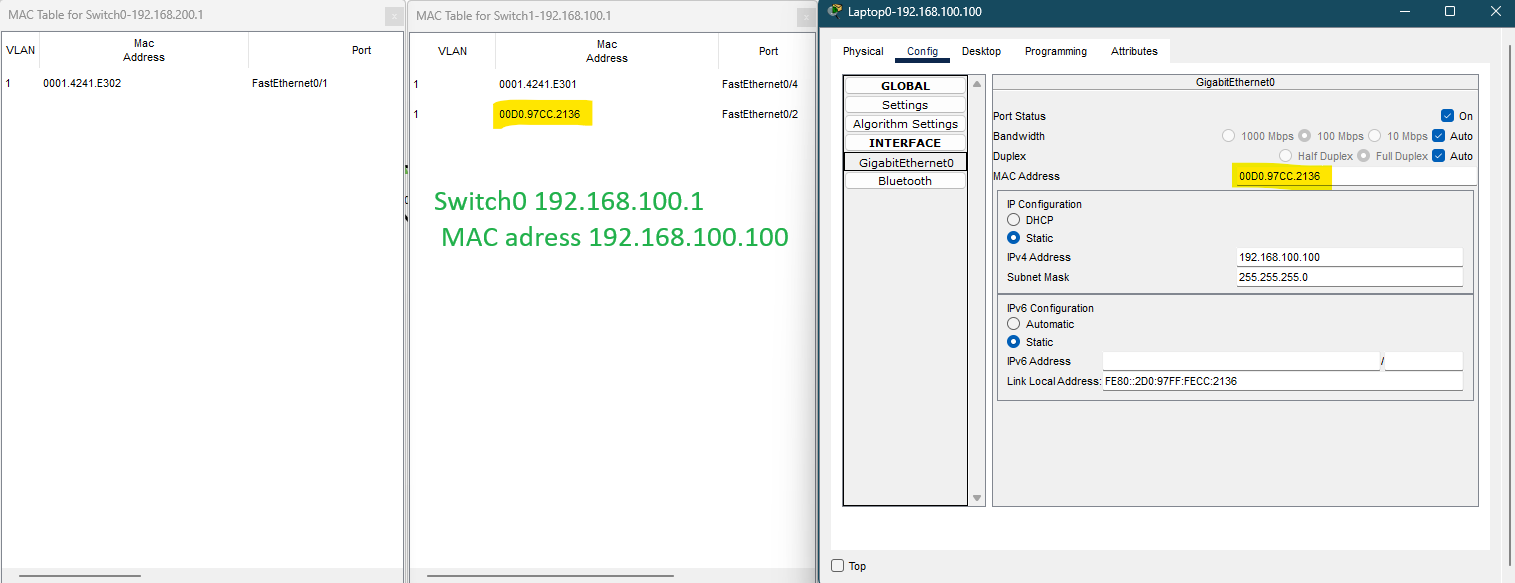 MAC Table for Switch0-192.168.200.1
VLAN Mac Address Port
1 0001.4241.E302 FastEthernet0/1
MAC Table for Switch1-192.168.100.1
VLAN Mac Address Port
1 0001.4241.E301 FastEthernet0/4
1 00D0.97CC.2136 FastEthernet0/2
Switch0 192.168.100.1
MAC adress 192.168.100.100
Laptop0-192.168.100.100
Physical Config Desktop Programming Attributes
GLOBAL
Settings
Algorithm Settings
INTERFACE
GigabitEthernet0
Bluetooth
GigabitEthernet0
Port Status On
Bandwidth 1000 Mbps 100 Mbps 10 Mbps Auto
Duplex Half Duplex Full Duplex Auto
MAC Address 00D0.97CC.2136
IP Configuration
DHCP
Static
IPv4 Address 192.168.100.100
Subnet Mask 255.255.255.0
IPv6 Configuration
Automatic
Static
IPv6 Address /
Link Local Address: FE80::2D0:97FF:FECC:2136
Top